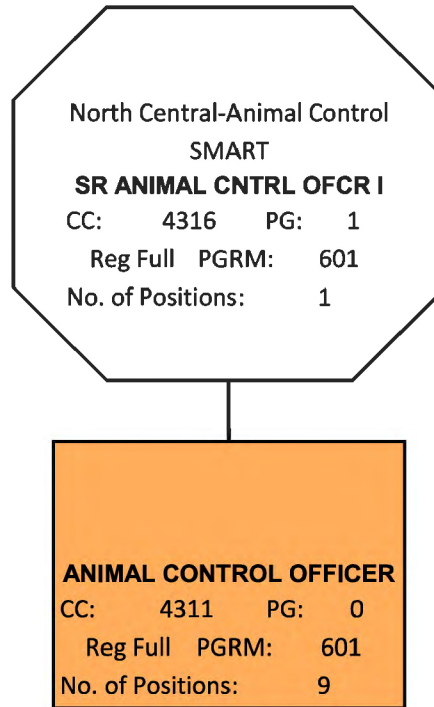 North Central-Animal Control
SMART
SR ANIMAL CNTRL OFCR I
CC: 4316 PG: 1
Reg Full PGRM: 601
No. of Positions: 1
ANIMAL CONTROL OFFICER
CC: 4311 PG: 0
Reg Full PGRM: 601
No. of Positions: 9